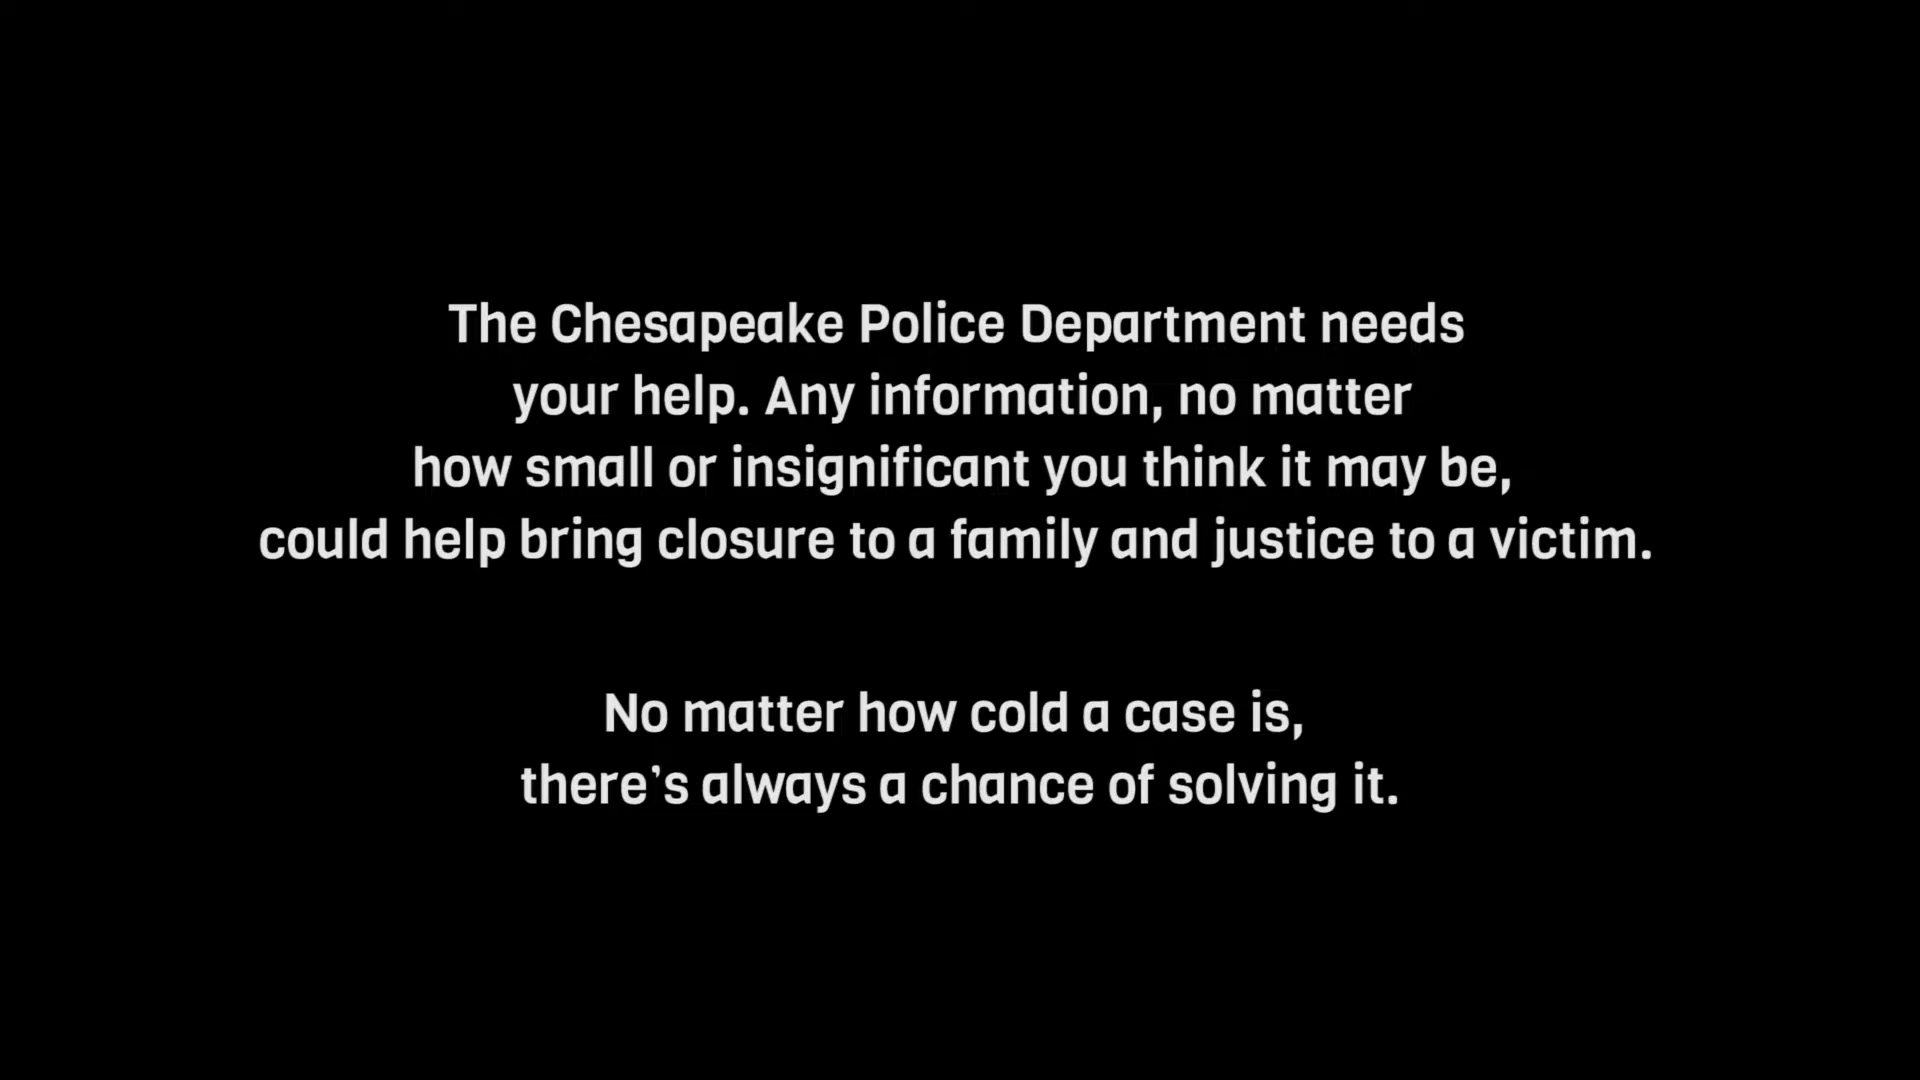 The Chesapeake Police Department needs
your help. Any information, no matter
how small or insignificant you think it may be,
could help bring closure to a family and justice to a victim.
No matter how cold a case is,
there's always a chance of solving it.